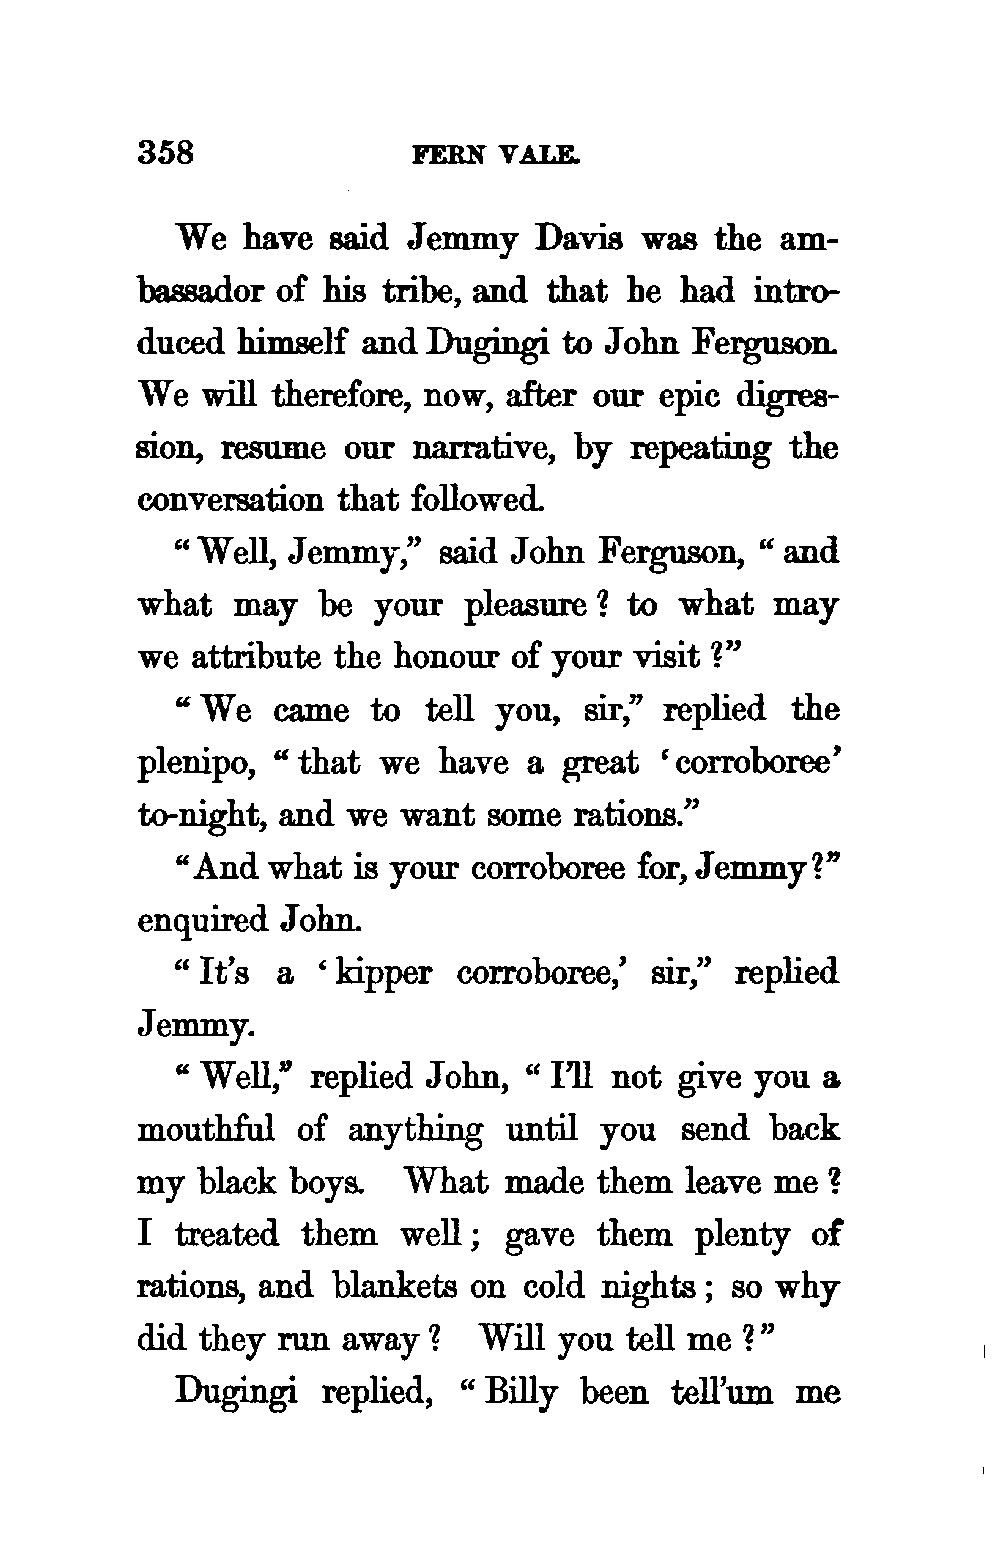 358 FERN VALE.
We have said Jemmy Davis was the am-
bassador of his tribe, and that he had intro-
duced himself and Dugingi to John Ferguson.
We will therefore, now, after our epic digres-
sion, resume our narrative, by repeating the
conversation that followed.
“Well, Jemmy,” said John Ferguson, “and
what may be your pleasure? to what may
we attribute the honour of your visit?”
“We came to tell you, sir,” replied the
plenipo, “that we have a great ‘corroboree’
to-night, and we want some rations.”
“And what is your corroboree for, Jemmy?”
enquired John.
“It’s a ‘kipper corroboree,’ sir,” replied
Jemmy.
“Well,” replied John, “I’ll not give you a
mouthful of anything until you send back
my black boys. What made them leave me?
I treated them well; gave them plenty of
rations, and blankets on cold nights; so why
did they run away? Will you tell me?”
Dugingi replied, “Billy been tell’um me